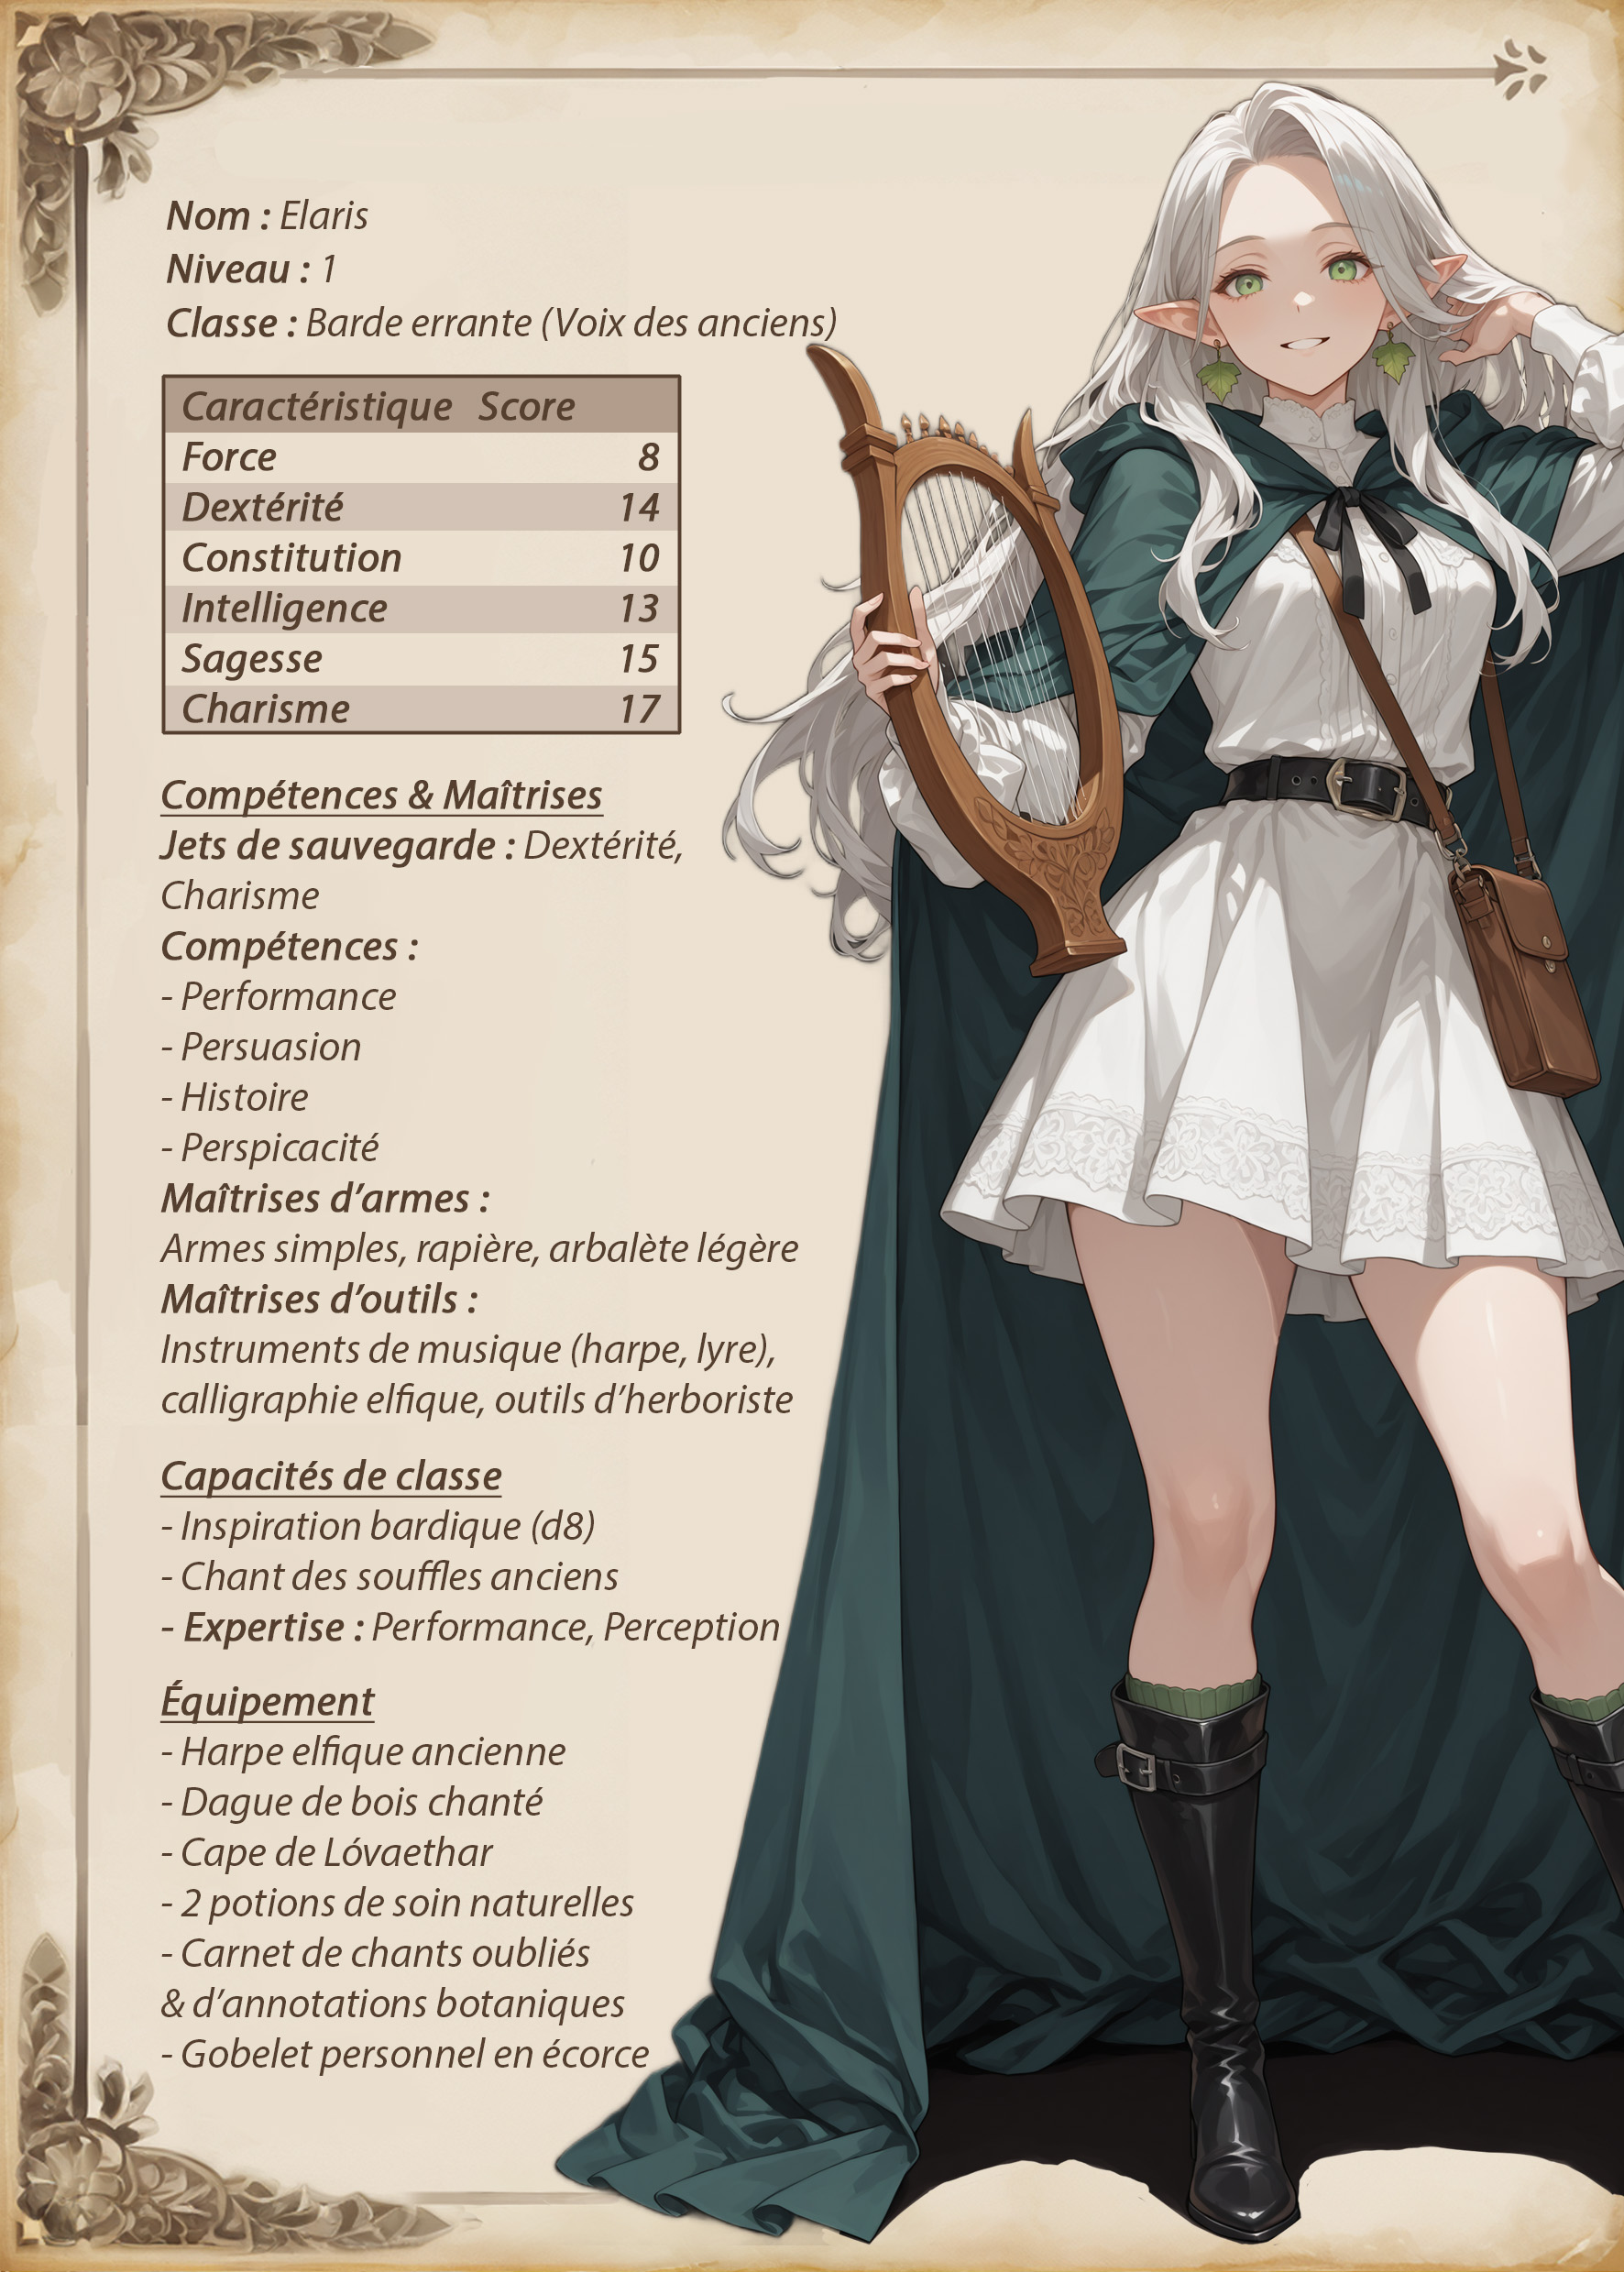 Nom : Elaris
Niveau : 1
Classe : Barde errante (Voix des anciens)
Caractéristique Score
Force 8
Dextérité 14
Constitution 10
Intelligence 13
Sagesse 15
Charisme 17
Compétences & Maîtrises
Jets de sauvegarde : Dextérité,
Charisme
Compétences :
- Performance
- Persuasion
- Histoire
- Perspicacité
Maîtrises d’armes :
Armes simples, rapière, arbalète légère
Maîtrises d’outils :
Instruments de musique (harpe, lyre),
calligraphie elfique, outils d’herboriste
Capacités de classe
- Inspiration bardique (d8)
- Chant des souffles anciens
- Expertise : Performance, Perception
Équipement
- Harpe elfique ancienne
- Dague de bois chanté
- Cape de Lóvaethar
- 2 potions de soin naturelles
- Carnet de chants oubliés
& d’annotations botaniques
- Gobelet personnel en écorce